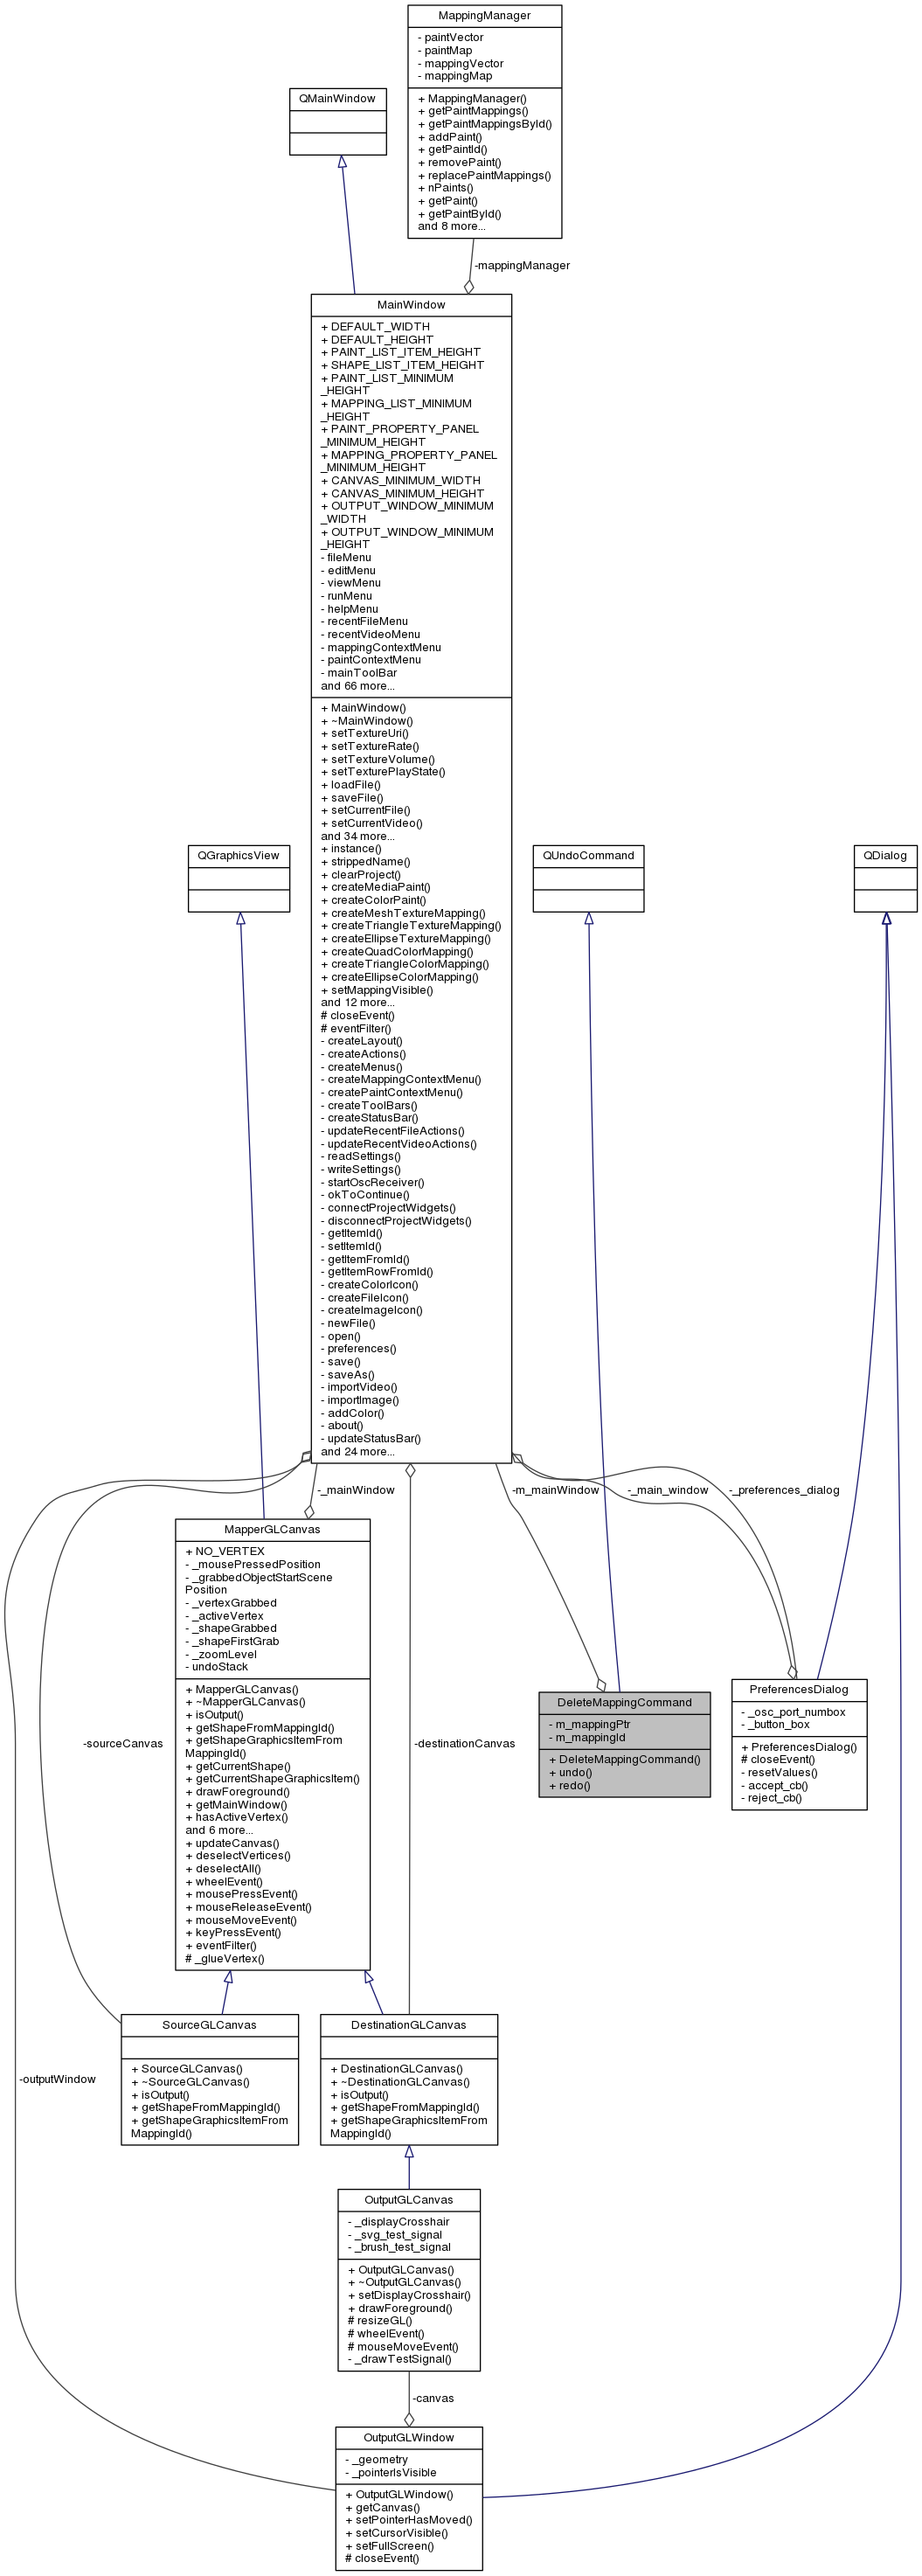 MappingManager
- paintVector
- paintMap
- mappingVector
- mappingMap
+ MappingManager()
+ getPaintMappings()
+ getPaintMappingsById()
+ addPaint()
+ getPaintId()
+ removePaint()
+ replacePaintMappings()
+ nPaints()
+ getPaint()
+ getPaintById()
and 8 more...
QMainWindow
-mappingManager
MainWindow
+ DEFAULT_WIDTH
+ DEFAULT_HEIGHT
+ PAINT_LIST_ITEM_HEIGHT
+ SHAPE_LIST_ITEM_HEIGHT
+ PAINT_LIST_MINIMUM
_HEIGHT
+ MAPPING_LIST_MINIMUM
_HEIGHT
+ PAINT_PROPERTY_PANEL
_MINIMUM_HEIGHT
+ MAPPING_PROPERTY_PANEL
_MINIMUM_HEIGHT
+ CANVAS_MINIMUM_WIDTH
+ CANVAS_MINIMUM_HEIGHT
+ OUTPUT_WINDOW_MINIMUM
_WIDTH
+ OUTPUT_WINDOW_MINIMUM
_HEIGHT
- fileMenu
- editMenu
- viewMenu
- runMenu
- helpMenu
- recentFileMenu
- recentVideoMenu
- mappingContextMenu
- paintContextMenu
- mainToolBar
and 66 more...
+ MainWindow()
+ ~MainWindow()
+ setTextureUri()
+ setTextureRate()
+ setTextureVolume()
+ setTexturePlayState()
+ loadFile()
+ saveFile()
+ setCurrentFile()
+ setCurrentVideo()
and 34 more...
+ instance()
+ strippedName()
+ clearProject()
+ createMediaPaint()
+ createColorPaint()
+ createMeshTextureMapping()
+ createTriangleTextureMapping()
+ createEllipseTextureMapping()
+ createQuadColorMapping()
+ createTriangleColorMapping()
+ createEllipseColorMapping()
+ setMappingVisible()
and 12 more...
# closeEvent()
# eventFilter()
- createLayout()
- createActions()
- createMenus()
- createMappingContextMenu()
- createPaintContextMenu()
- createToolBars()
- createStatusBar()
- updateRecentFileActions()
- updateRecentVideoActions()
- readSettings()
- writeSettings()
- startOscReceiver()
- okToContinue()
- connectProjectWidgets()
- disconnectProjectWidgets()
- getItemId()
- setItemId()
- getItemFromId()
- getItemRowFromId()
- createColorIcon()
- createFileIcon()
- createImageIcon()
- newFile()
- open()
- preferences()
- save()
- saveAs()
- importVideo()
- importImage()
- addColor()
- about()
- updateStatusBar()
and 24 more...
QGraphicsView
QUndoCommand
QDialog
-_mainWindow
-m_mainWindow
-_main_window
-_preferences_dialog
MapperGLCanvas
+ NO_VERTEX
- _mousePressedPosition
- _grabbedObjectStartScene
Position
- _vertexGrabbed
- _activeVertex
- _shapeGrabbed
- _shapeFirstGrab
- _zoomLevel
- undoStack
+ MapperGLCanvas()
+ ~MapperGLCanvas()
+ isOutput()
+ getShapeFromMappingId()
+ getShapeGraphicsItemFrom
MappingId()
+ getCurrentShape()
+ getCurrentShapeGraphicsItem()
+ drawForeground()
+ getMainWindow()
+ hasActiveVertex()
and 6 more...
+ updateCanvas()
+ deselectVertices()
+ deselectAll()
+ wheelEvent()
+ mousePressEvent()
+ mouseReleaseEvent()
+ mouseMoveEvent()
+ keyPressEvent()
+ eventFilter()
# _glueVertex()
DeleteMappingCommand
- m_mappingPtr
- m_mappingId
+ DeleteMappingCommand()
+ undo()
+ redo()
PreferencesDialog
- _osc_port_numbox
- _button_box
+ PreferencesDialog()
# closeEvent()
- resetValues()
- accept_cb()
- reject_cb()
-sourceCanvas
-destinationCanvas
SourceGLCanvas
+ SourceGLCanvas()
+ ~SourceGLCanvas()
+ isOutput()
+ getShapeFromMappingId()
+ getShapeGraphicsItemFrom
MappingId()
DestinationGLCanvas
+ DestinationGLCanvas()
+ ~DestinationGLCanvas()
+ isOutput()
+ getShapeFromMappingId()
+ getShapeGraphicsItemFrom
MappingId()
-outputWindow
OutputGLCanvas
- _displayCrosshair
- _svg_test_signal
- _brush_test_signal
+ OutputGLCanvas()
+ ~OutputGLCanvas()
+ setDisplayCrosshair()
+ drawForeground()
# resizeGL()
# wheelEvent()
# mouseMoveEvent()
- _drawTestSignal()
-canvas
OutputGLWindow
- _geometry
- _pointerIsVisible
+ OutputGLWindow()
+ getCanvas()
+ setPointerHasMoved()
+ setCursorVisible()
+ setFullScreen()
# closeEvent()